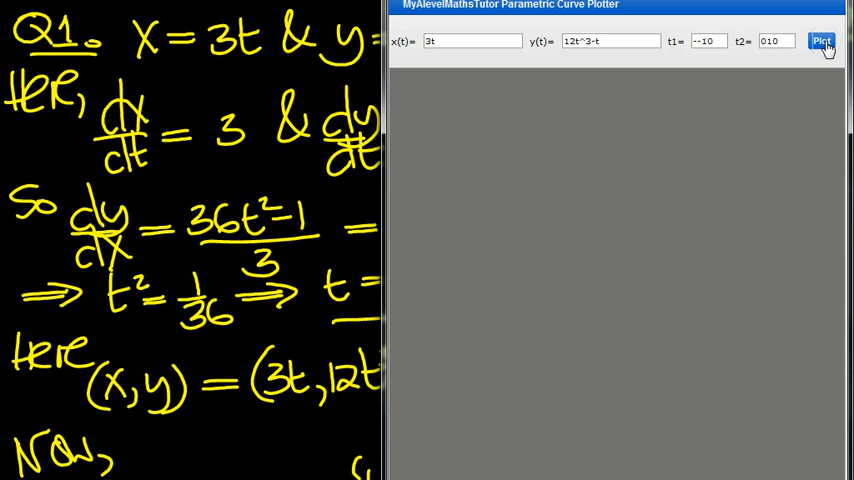 Q1. x = 3t & y =
Here,
dx/dt = 3 & dy/dt
So dy/dx = 36t²-1/3 =
⟹ t² = 1/36 ⟹ t =
Here (x,y) = (3t,12t
Now,
MyAlevelMathsTutor Parametric Curve Plotter
x(t)= 3t y(t)= 12t^3-t t1= --10 t2= 010 Plot